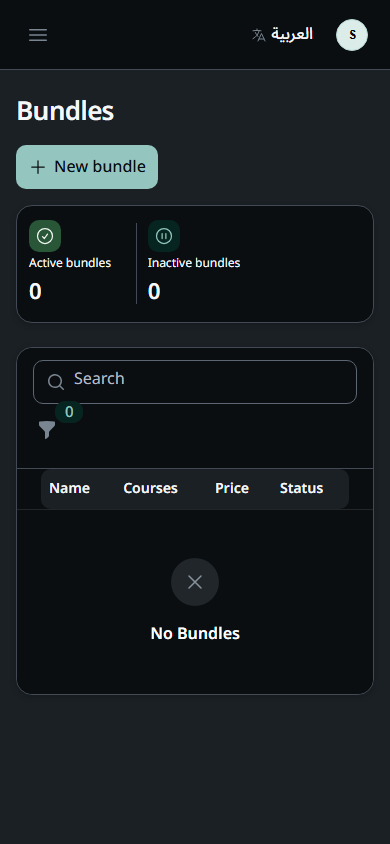 العربية S
Bundles
New bundle
Active bundles Inactive bundles
0 0
Search
0
Name Courses Price Status
No Bundles